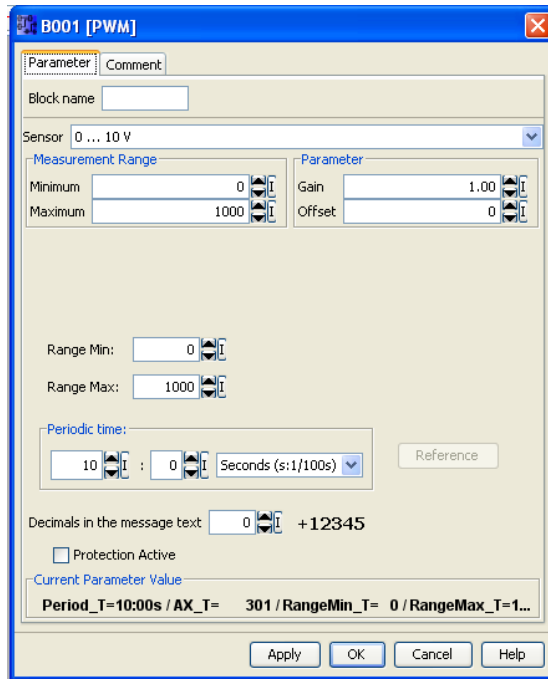 B001 [PWM]
Parameter Comment
Block name
Sensor 0 ... 10 V
Measurement Range Parameter
Minimum 0 Gain 1.00
Maximum 1000 Offset 0
Range Min: 0
Range Max: 1000
Periodic time:
10 : 0 Seconds (s:1/100s) Reference
Decimals in the message text 0 +12345
Protection Active
Current Parameter Value
Period_T=10:00s / AX_T= 301 / RangeMin_T= 0 / RangeMax_T=1...
Apply OK Cancel Help